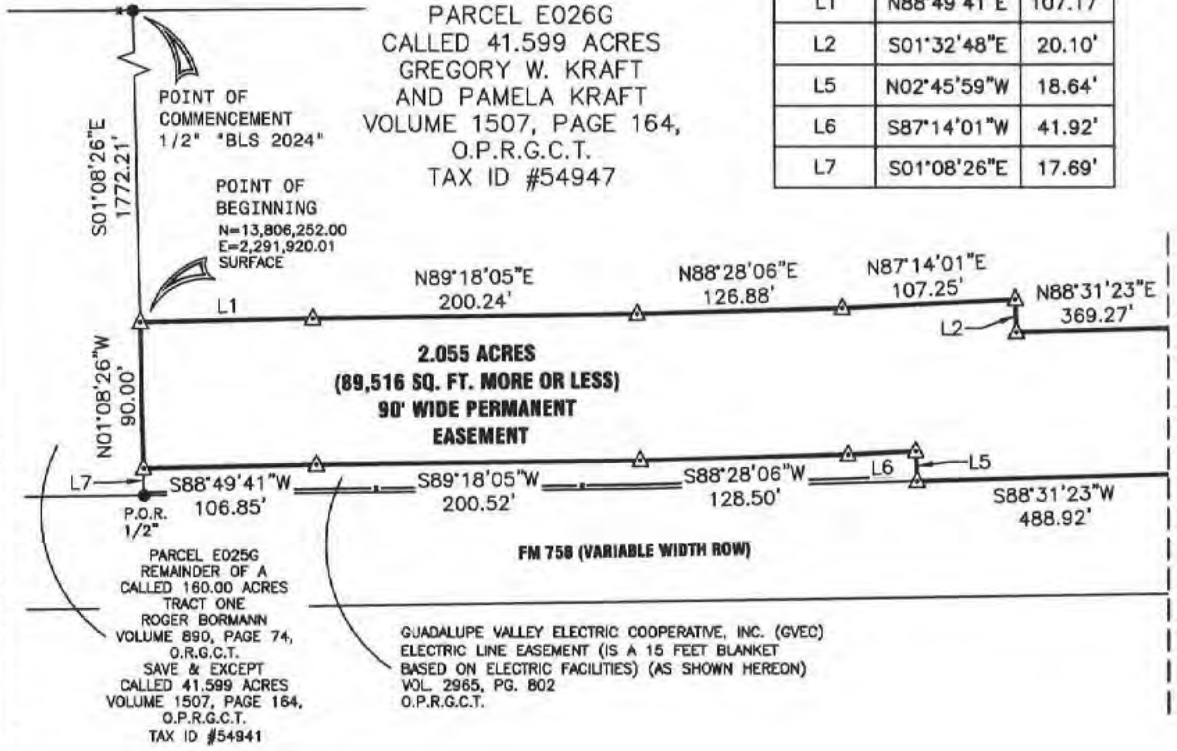 PARCEL E026G
CALLED 41.599 ACRES
GREGORY W. KRAFT
AND PAMELA KRAFT
VOLUME 1507, PAGE 164,
O.P.R.G.C.T.
TAX ID #54947
L1 N88°49'41"E 107.17'
L2 S01°32'48"E 20.10'
L5 N02°45'59"W 18.64'
L6 S87°14'01"W 41.92'
L7 S01°08'26"E 17.69'
POINT OF
COMMENCEMENT
1/2" "BLS 2024"
S01°08'26"E
1772.21'
POINT OF
BEGINNING
N=13,806,252.00
E=2,291,920.01
SURFACE
L1
N89°18'05"E
200.24'
N88°28'06"E
126.88'
N87°14'01"E
107.25'
L2
N88°31'23"E
369.27'
N01°08'26"W
90.00'
2.055 ACRES
(89,516 SQ. FT. MORE OR LESS)
90' WIDE PERMANENT
EASEMENT
L7
S88°49'41"W
106.85'
S89°18'05"W
200.52'
S88°28'06"W
128.50'
L6
L5
S88°31'23"W
488.92'
P.O.R.
1/2"
FM 758 (VARIABLE WIDTH ROW)
PARCEL E025G
REMAINDER OF A
CALLED 160.00 ACRES
TRACT ONE
ROGER BORMANN
VOLUME 890, PAGE 74,
O.R.G.C.T.
SAVE & EXCEPT
CALLED 41.599 ACRES
VOLUME 1507, PAGE 164,
O.P.R.G.C.T.
TAX ID #54941
GUADALUPE VALLEY ELECTRIC COOPERATIVE, INC. (GVEC)
ELECTRIC LINE EASEMENT (IS A 15 FEET BLANKET
BASED ON ELECTRIC FACILITIES) (AS SHOWN HEREON)
VOL. 2965, PG. 802
O.P.R.G.C.T.